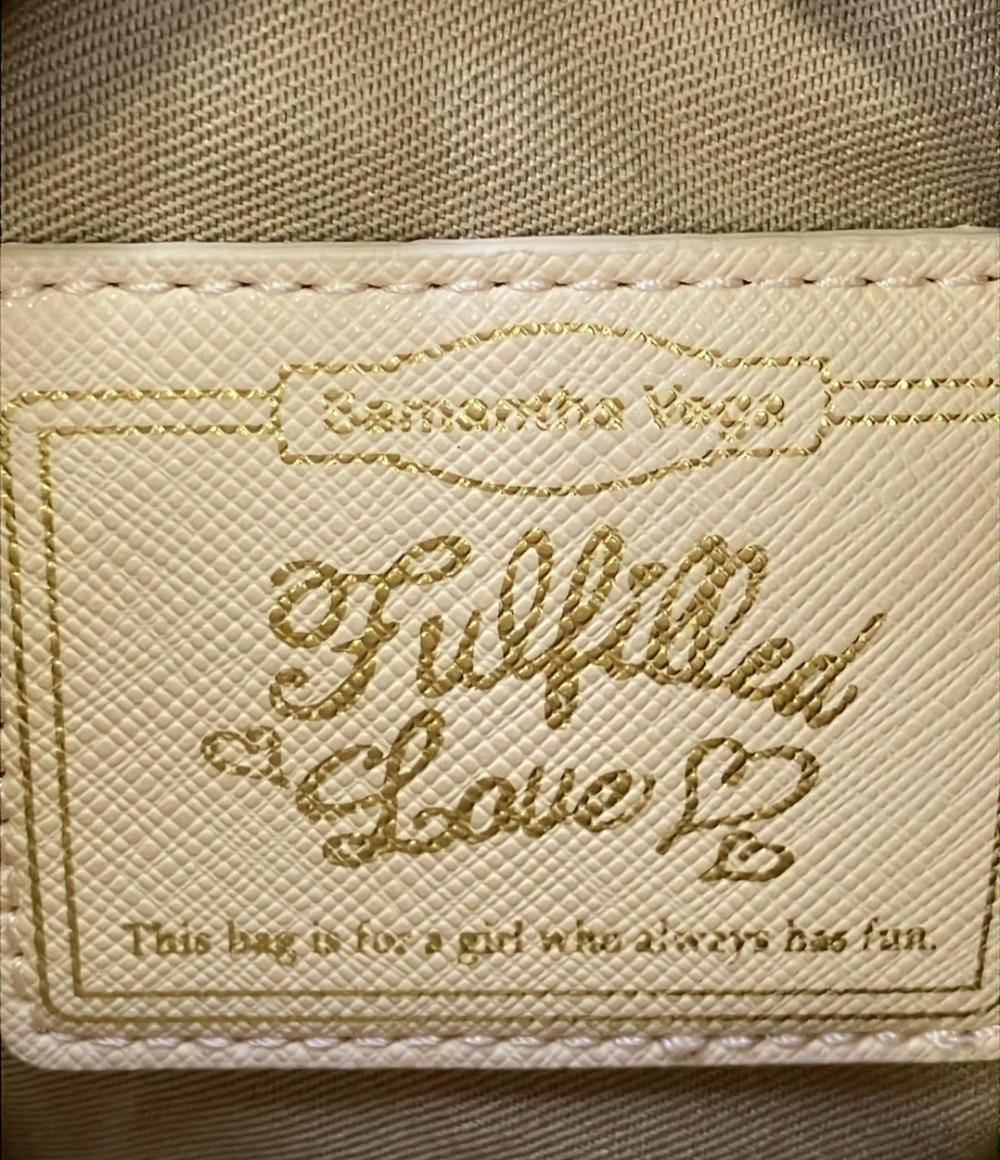 Samantha Vega
Fulfilled
Love
This bag is for a girl who always has fun.